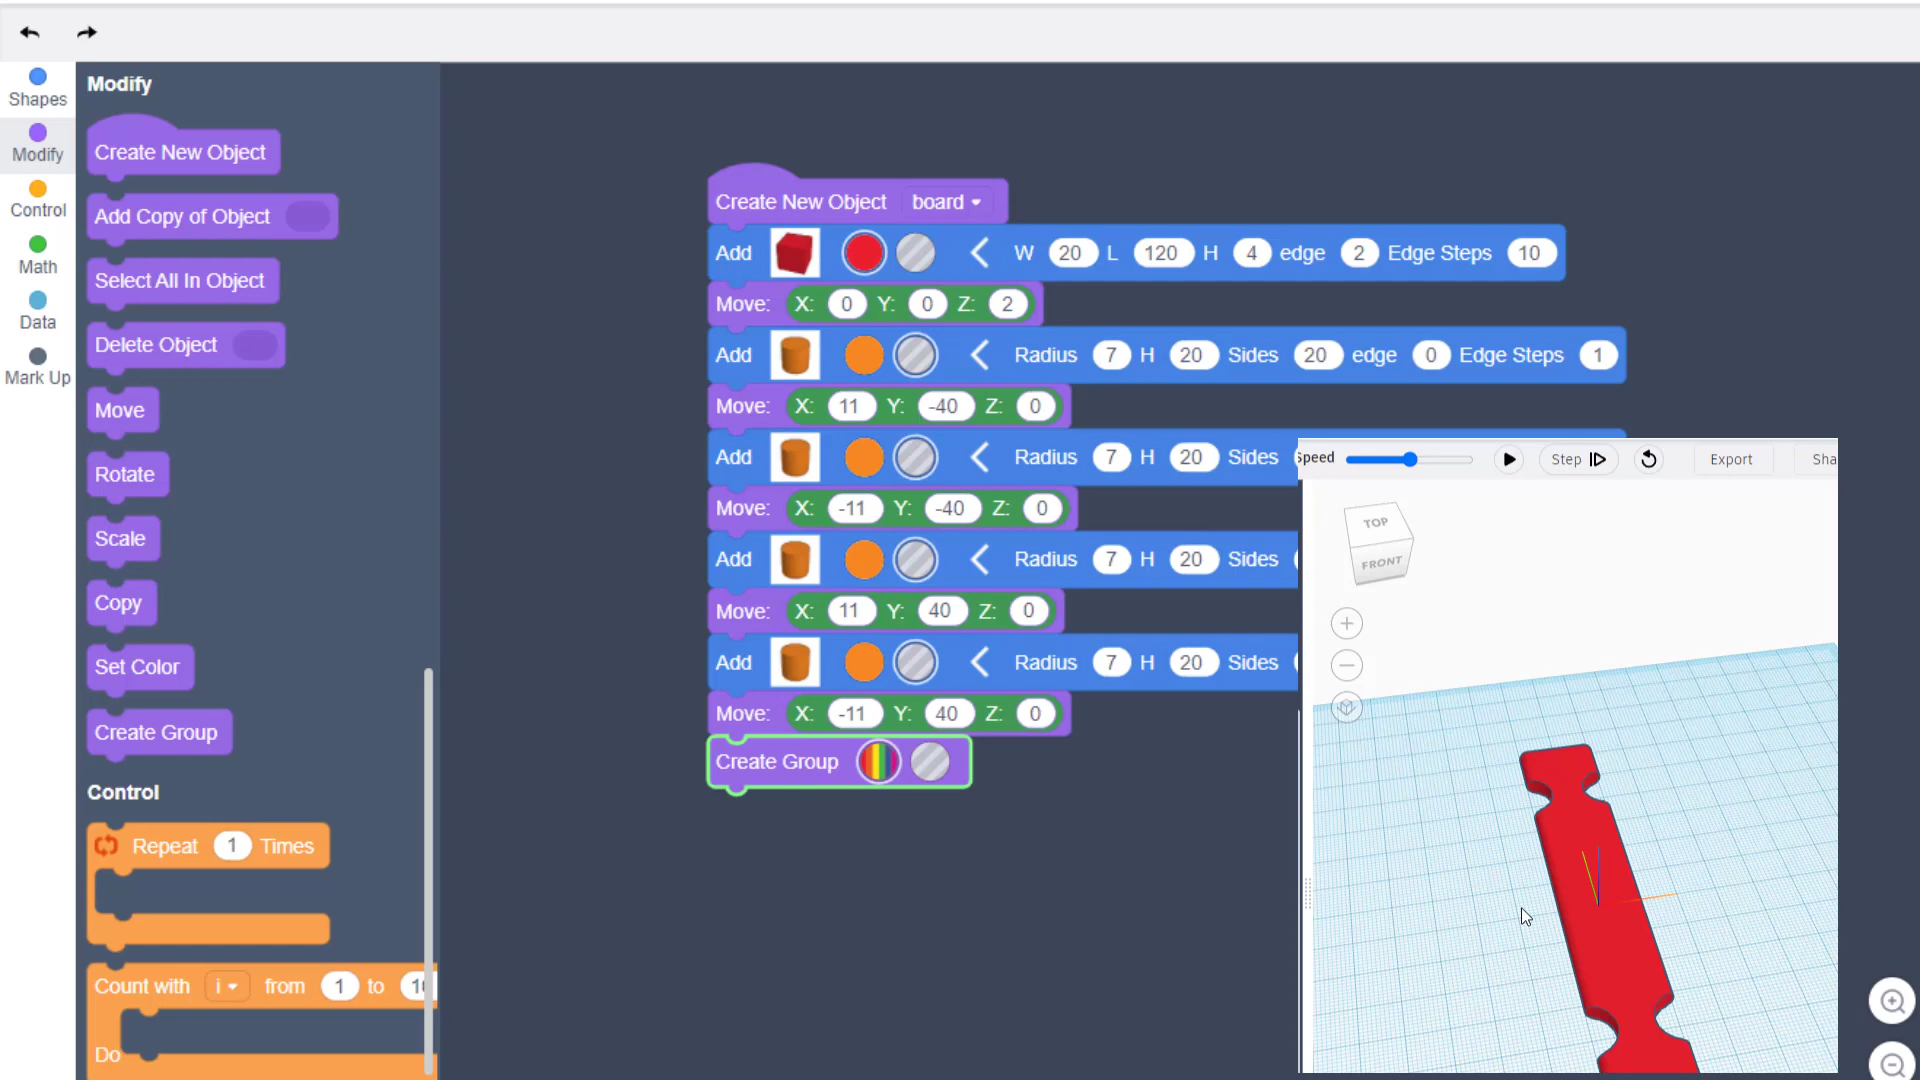 Shapes
Modify
Control
Math
Data
Mark Up
Modify
Create New Object
Add Copy of Object
Select All In Object
Delete Object
Move
Rotate
Scale
Copy
Set Color
Create Group
Control
Repeat 1 Times
Count with i from 1 to
Do
Create New Object board
Add W 20 L 120 H 4 edge 2 Edge Steps 10
Move: X: 0 Y: 0 Z: 2
Add Radius 7 H 20 Sides 20 edge 0 Edge Steps 1
Move: X: 11 Y: -40 Z: 0
Add Radius 7 H 20 Sides
Move: X: -11 Y: -40 Z: 0
Add Radius 7 H 20 Sides
Move: X: 11 Y: 40 Z: 0
Add Radius 7 H 20 Sides
Move: X: -11 Y: 40 Z: 0
Create Group
Speed Step Export Sha
TOP
FRONT